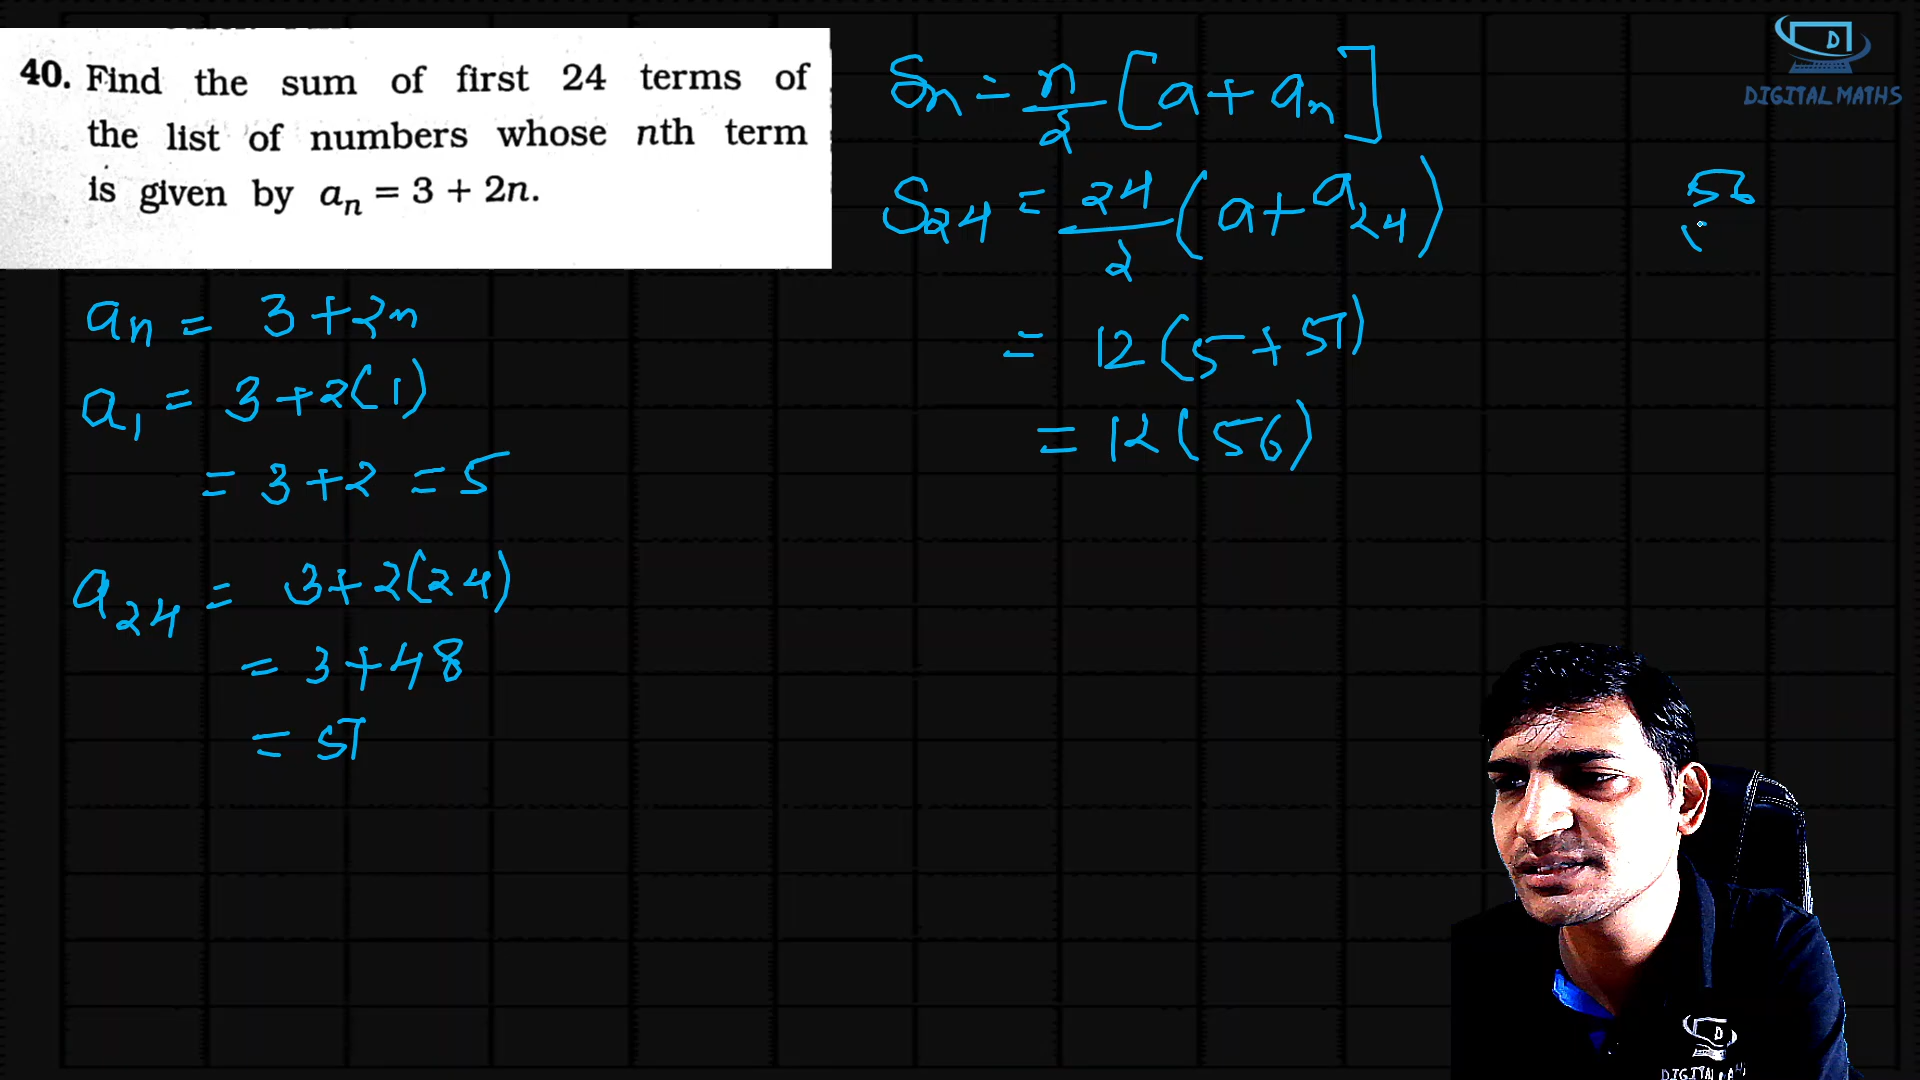 40. Find the sum of first 24 terms of
the list of numbers whose nth term
is given by aₙ = 3 + 2n.
aₙ = 3+2n
a₁ = 3+2(1)
= 3+2 = 5
a₂₄ = 3+2(24)
= 3+48
= 51
Sₙ = n/2 [a+aₙ]
S₂₄ = 24/2 (a+a₂₄)
= 12(5+51)
= 12(56)
56
D
DIGITAL MATHS
D